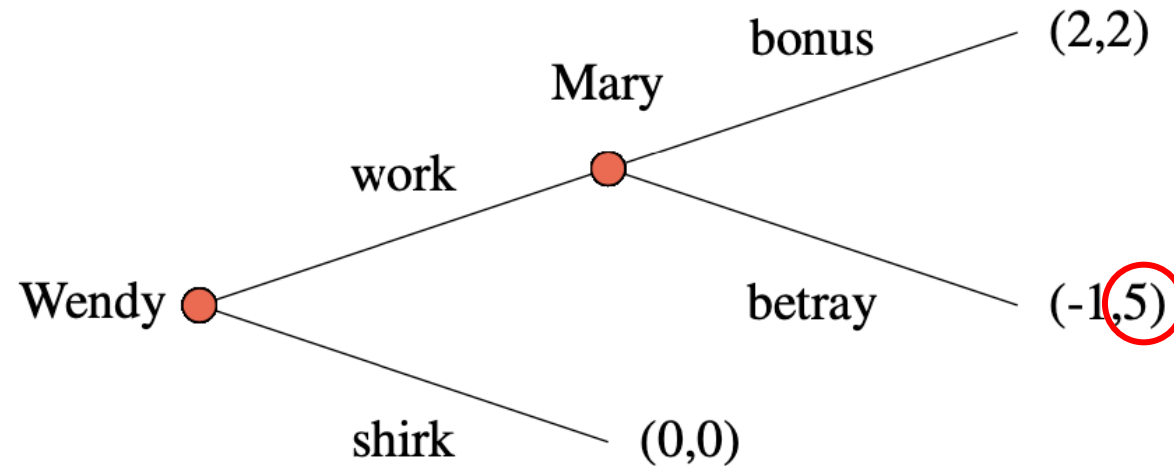 bonus (2,2)
Mary
work
Wendy
betray (-1,5)
shirk (0,0)